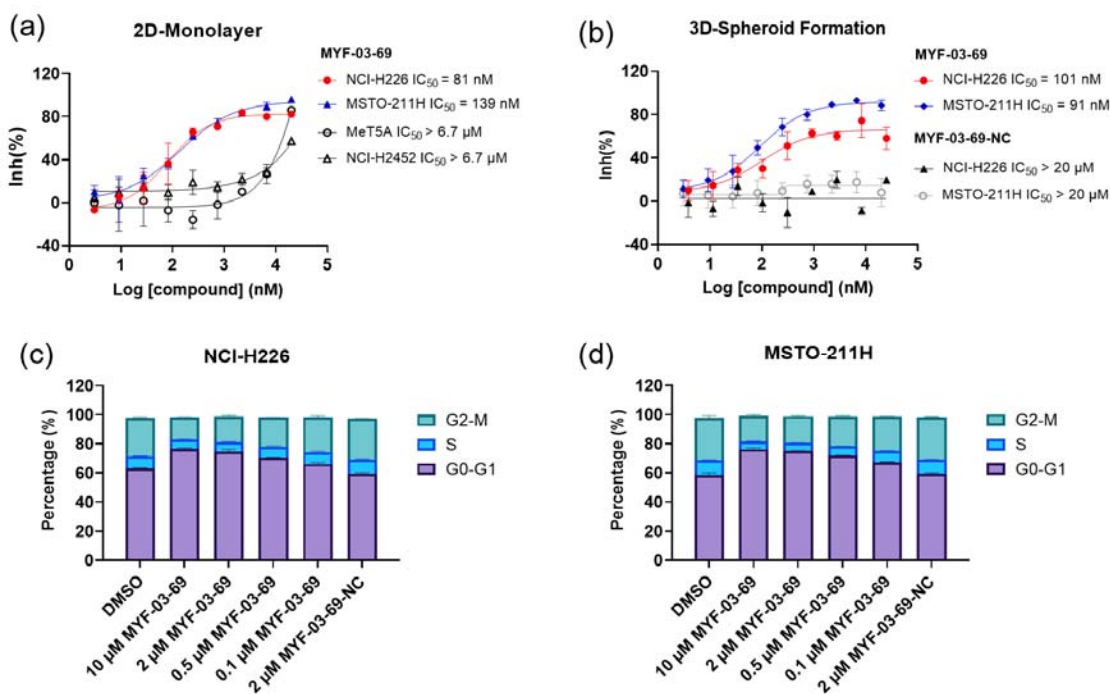 (a)
2D-Monolayer
Inh(%)
120
80
40
0
-40
0 1 2 3 4 5
Log [compound] (nM)
MYF-03-69
NCI-H226 IC50 = 81 nM
MSTO-211H IC50 = 139 nM
MeT5A IC50 > 6.7 µM
NCI-H2452 IC50 > 6.7 µM
(b)
3D-Spheroid Formation
Inh(%)
120
80
40
0
-40
0 1 2 3 4 5
Log [compound] (nM)
MYF-03-69
NCI-H226 IC50 = 101 nM
MSTO-211H IC50 = 91 nM
MYF-03-69-NC
NCI-H226 IC50 > 20 µM
MSTO-211H IC50 > 20 µM
(c)
NCI-H226
Percentage (%)
120
100
80
60
40
20
0
DMSO
10 µM MYF-03-69
2 µM MYF-03-69
0.5 µM MYF-03-69
0.1 µM MYF-03-69
2 µM MYF-03-69-NC
G2-M
S
G0-G1
(d)
MSTO-211H
Percentage (%)
120
100
80
60
40
20
0
DMSO
10 µM MYF-03-69
2 µM MYF-03-69
0.5 µM MYF-03-69
0.1 µM MYF-03-69
2 µM MYF-03-69-NC
G2-M
S
G0-G1